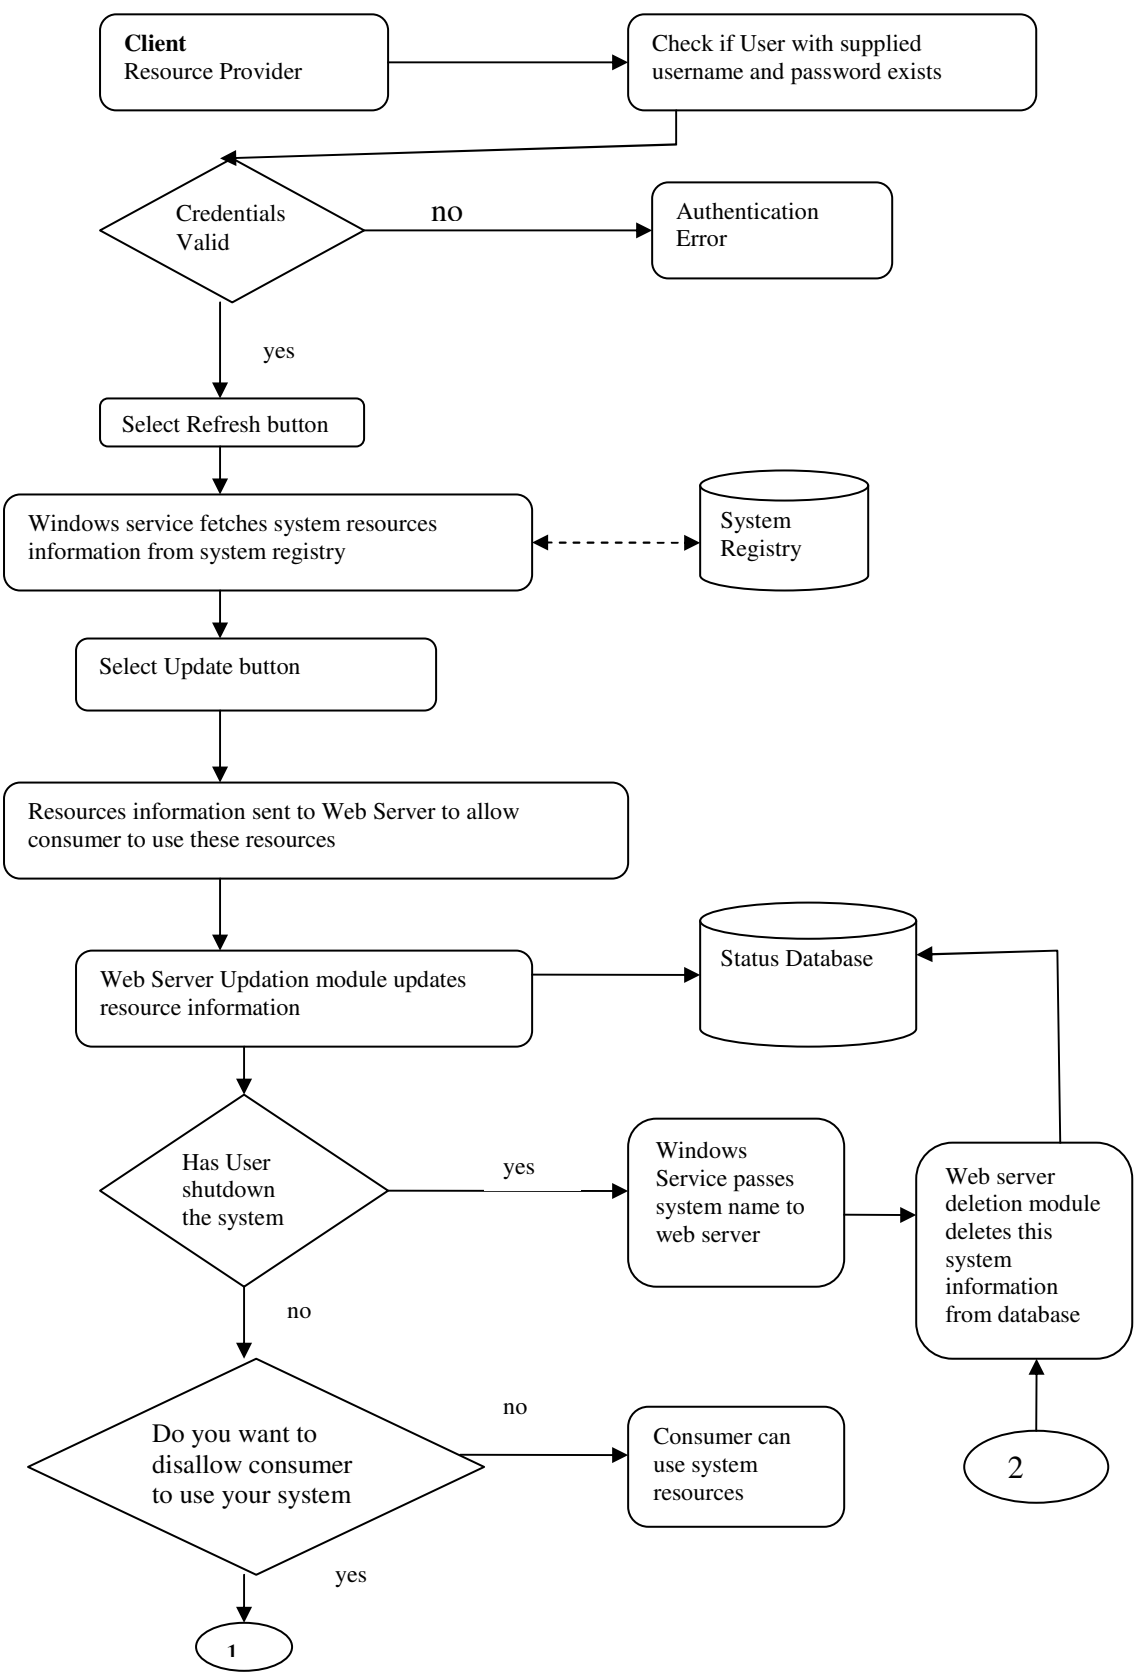 Client
Resource Provider
Check if User with supplied
username and password exists
Credentials
Valid
no
Authentication
Error
yes
Select Refresh button
Windows service fetches system resources
information from system registry
System
Registry
Select Update button
Resources information sent to Web Server to allow
consumer to use these resources
Web Server Updation module updates
resource information
Status Database
Has User
shutdown
the system
yes
Windows
Service passes
system name to
web server
Web server
deletion module
deletes this
system
information
from database
no
Do you want to
disallow consumer
to use your system
no
Consumer can
use system
resources
2
yes
1